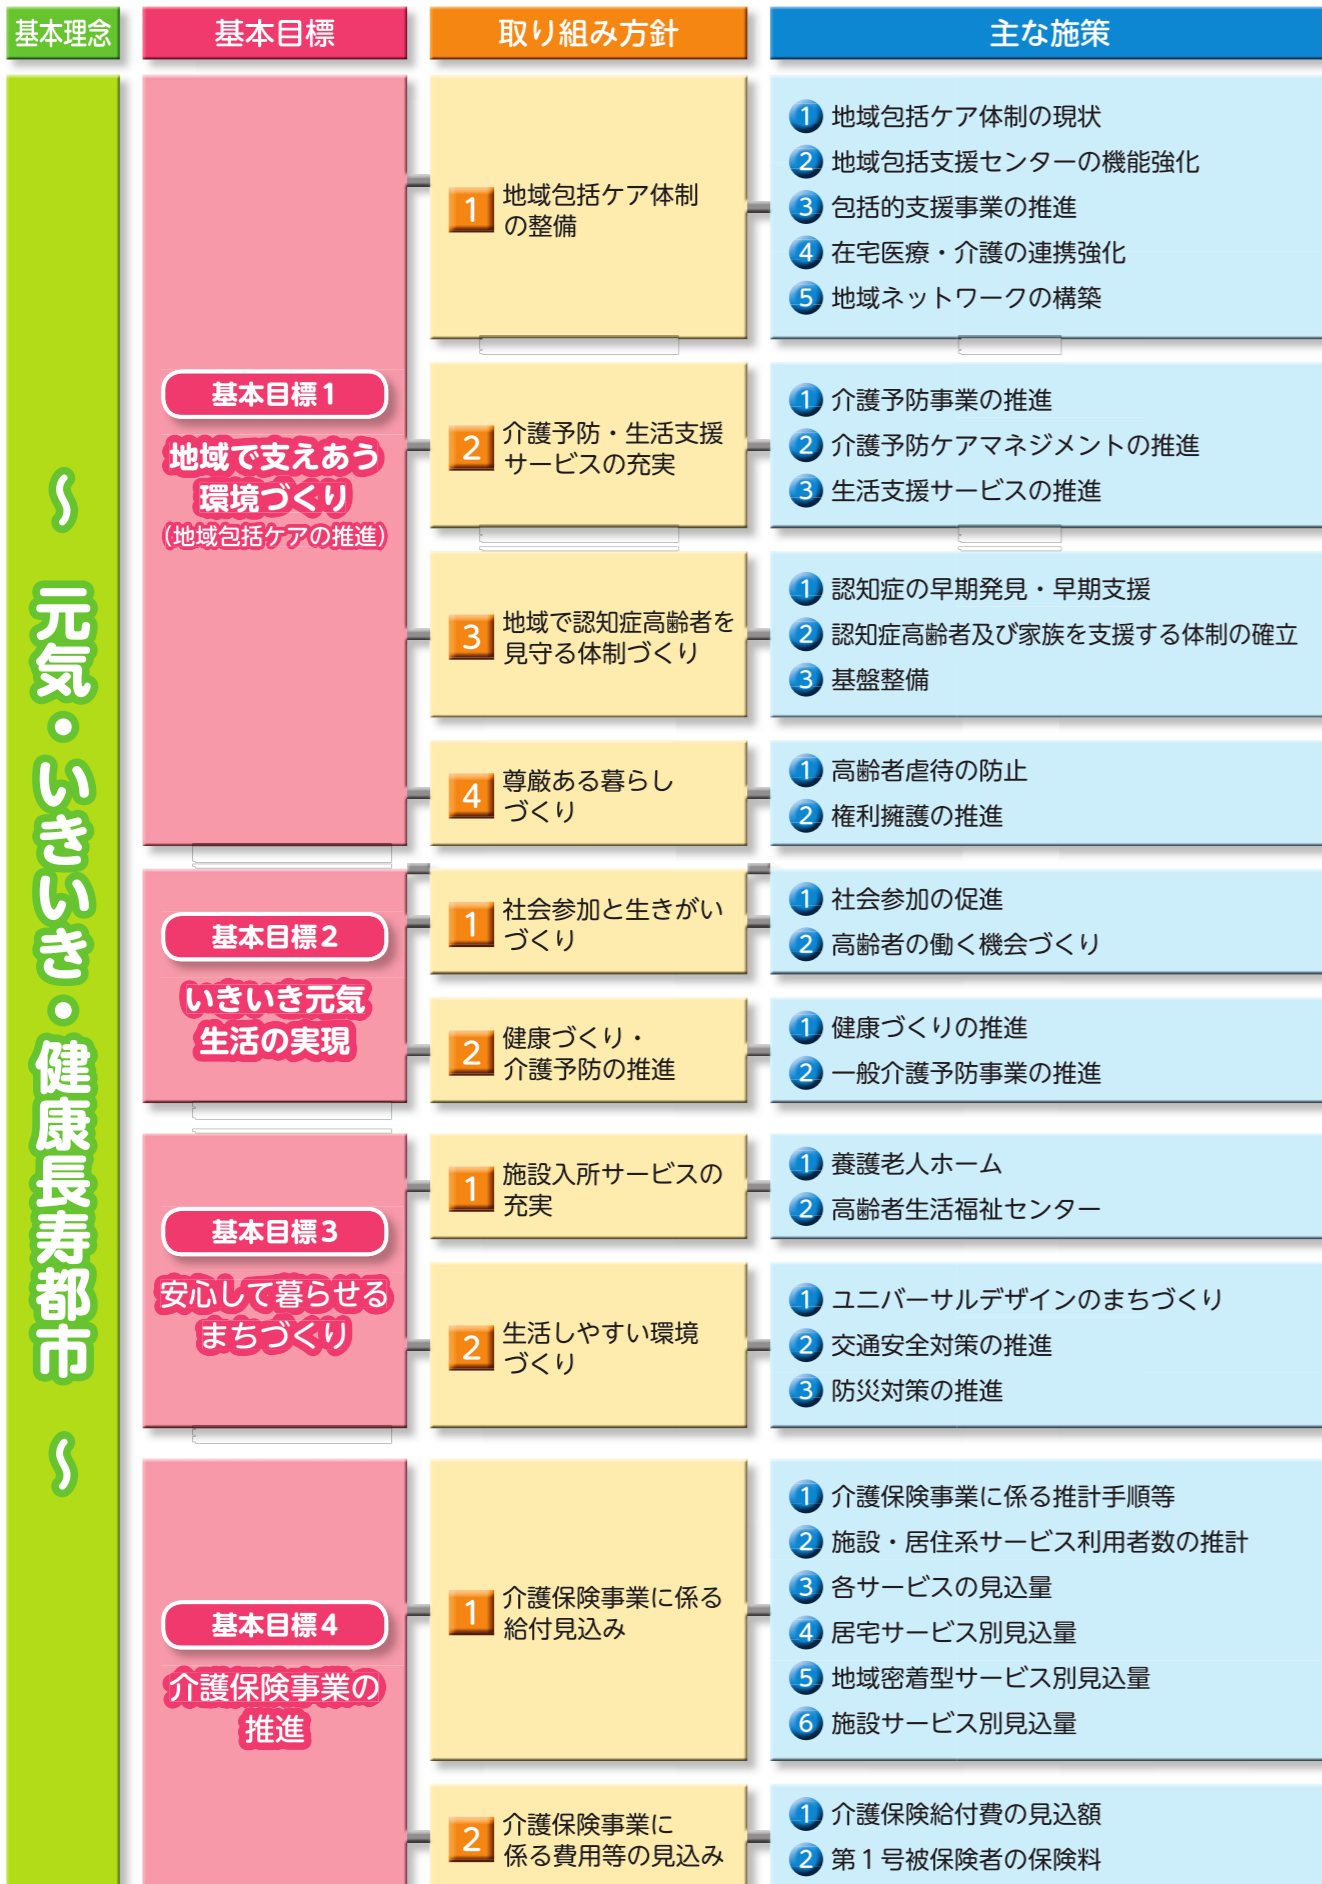 基本理念
基本目標
取り組み方針
主な施策
～ 元気・いきいき・健康長寿都市 ～
基本目標1
地域で支えあう
環境づくり
（地域包括ケアの推進）
1 地域包括ケア体制
の整備
1 地域包括ケア体制の現状
2 地域包括支援センターの機能強化
3 包括的支援事業の推進
4 在宅医療・介護の連携強化
5 地域ネットワークの構築
2 介護予防・生活支援
サービスの充実
1 介護予防事業の推進
2 介護予防ケアマネジメントの推進
3 生活支援サービスの推進
3 地域で認知症高齢者を
見守る体制づくり
1 認知症の早期発見・早期支援
2 認知症高齢者及び家族を支援する体制の確立
3 基盤整備
4 尊厳ある暮らし
づくり
1 高齢者虐待の防止
2 権利擁護の推進
基本目標2
いきいき元気
生活の実現
1 社会参加と生きがい
づくり
1 社会参加の促進
2 高齢者の働く機会づくり
2 健康づくり・
介護予防の推進
1 健康づくりの推進
2 一般介護予防事業の推進
基本目標3
安心して暮らせる
まちづくり
1 施設入所サービスの
充実
1 養護老人ホーム
2 高齢者生活福祉センター
2 生活しやすい環境
づくり
1 ユニバーサルデザインのまちづくり
2 交通安全対策の推進
3 防災対策の推進
基本目標4
介護保険事業の
推進
1 介護保険事業に係る
給付見込み
1 介護保険事業に係る推計手順等
2 施設・居住系サービス利用者数の推計
3 各サービスの見込量
4 居宅サービス別見込量
5 地域密着型サービス別見込量
6 施設サービス別見込量
2 介護保険事業に
係る費用等の見込み
1 介護保険給付費の見込額
2 第1号被保険者の保険料